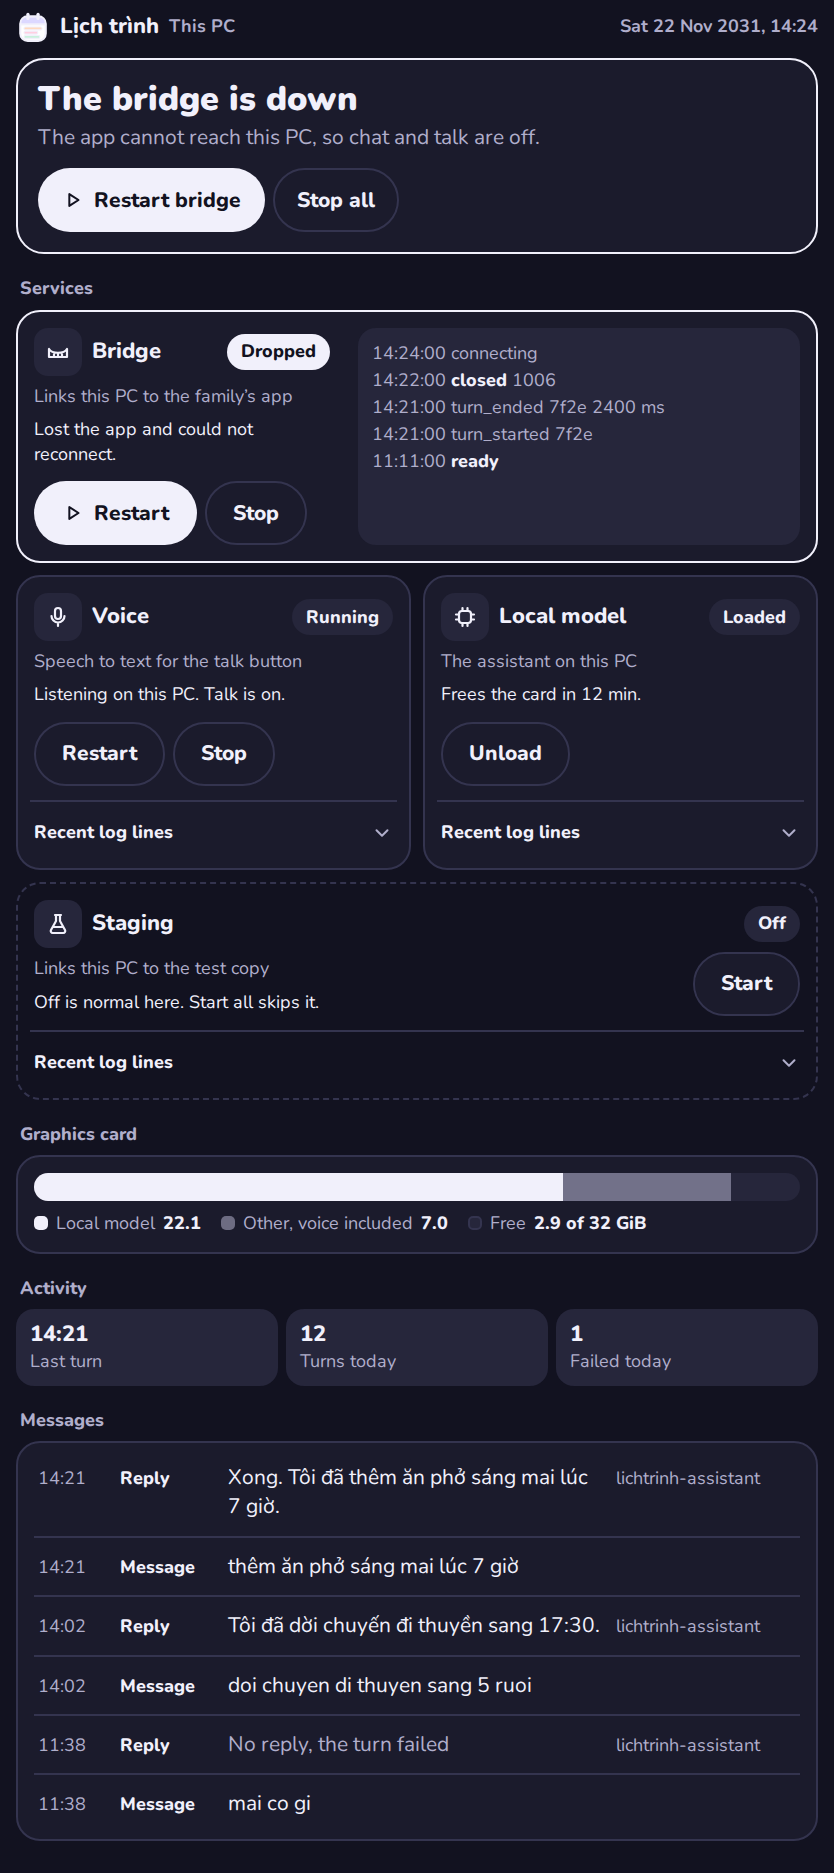 Lịch trình This PC
Sat 22 Nov 2031, 14:24
The bridge is down
The app cannot reach this PC, so chat and talk are off.
Restart bridge
Stop all
Services
Bridge
Dropped
Links this PC to the family’s app
Lost the app and could not
reconnect.
Restart
Stop
14:24:00 connecting
14:22:00 closed 1006
14:21:00 turn_ended 7f2e 2400 ms
14:21:00 turn_started 7f2e
11:11:00 ready
Voice
Running
Speech to text for the talk button
Listening on this PC. Talk is on.
Restart
Stop
Recent log lines
Local model
Loaded
The assistant on this PC
Frees the card in 12 min.
Unload
Recent log lines
Staging
Off
Links this PC to the test copy
Off is normal here. Start all skips it.
Start
Recent log lines
Graphics card
Local model 22.1
Other, voice included 7.0
Free 2.9 of 32 GiB
Activity
14:21
Last turn
12
Turns today
1
Failed today
Messages
14:21 Reply Xong. Tôi đã thêm ăn phở sáng mai lúc lichtrinh-assistant
7 giờ.
14:21 Message thêm ăn phở sáng mai lúc 7 giờ
14:02 Reply Tôi đã dời chuyến đi thuyền sang 17:30. lichtrinh-assistant
14:02 Message doi chuyen di thuyen sang 5 ruoi
11:38 Reply No reply, the turn failed lichtrinh-assistant
11:38 Message mai co gi